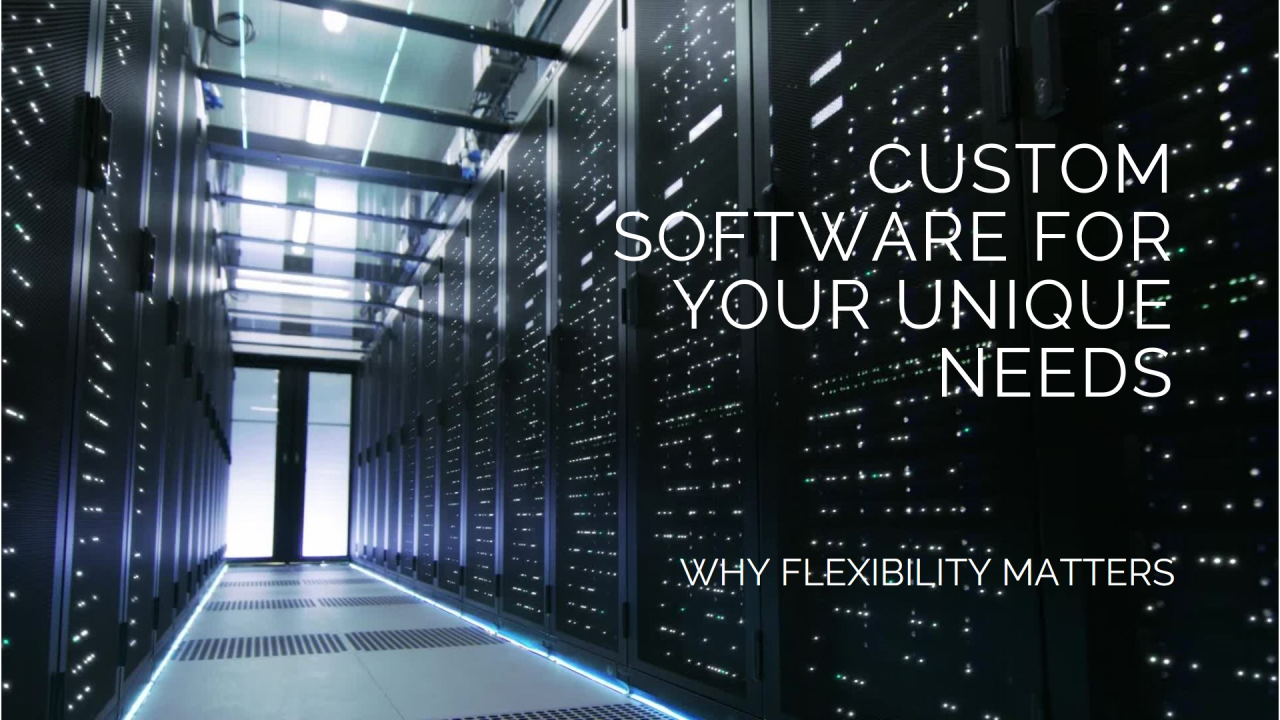 CUSTOM
SOFTWARE FOR
YOUR UNIQUE
NEEDS
WHY FLEXIBILITY MATTERS